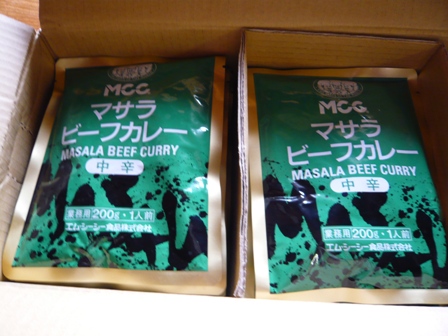 MCC
マサラ
ビーフカレー
MASALA BEEF CURRY
中辛
業務用200g・1人前
エム・シーシー食品株式会社
MCC
マサラ
ビーフカレー
MASALA BEEF CURRY
中辛
業務用200g・1人前
エム・シーシー食品株式会社